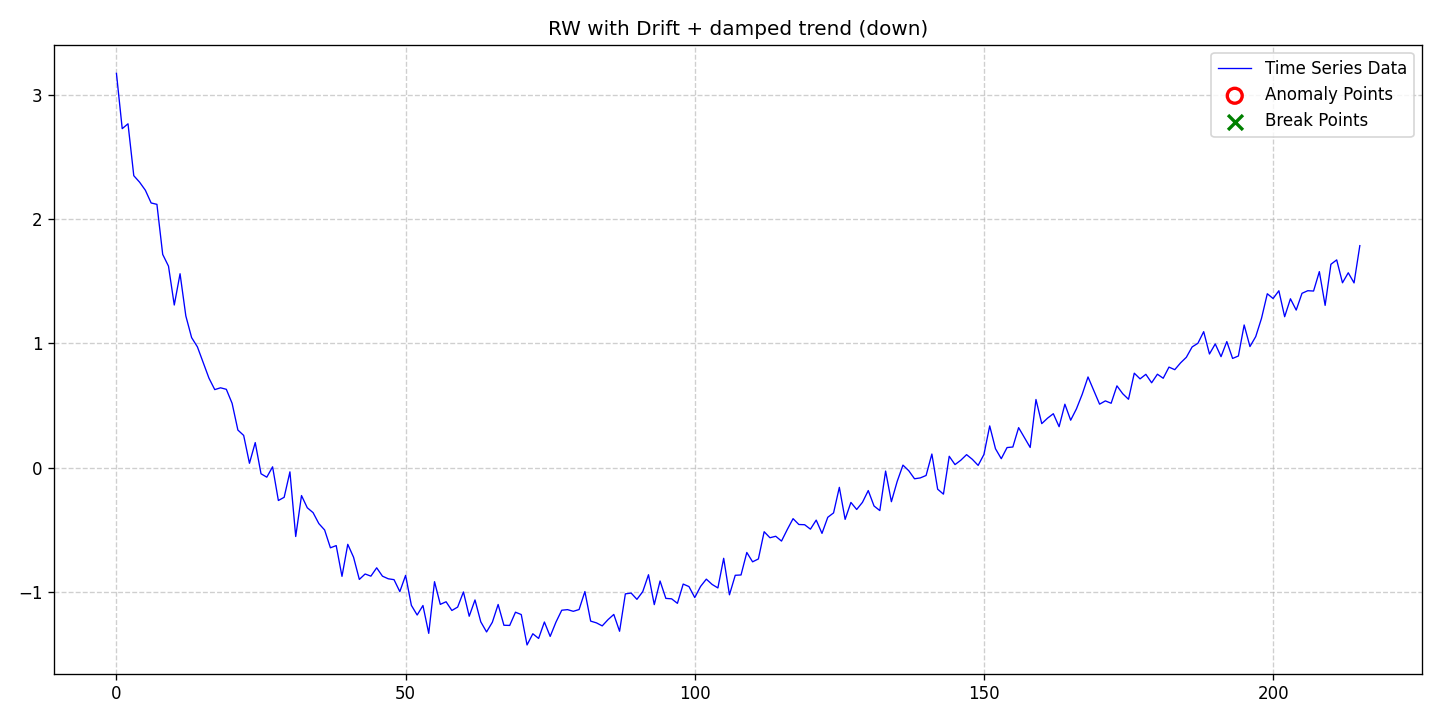 RW with Drift + damped trend (down)
Time Series Data
Anomaly Points
Break Points
3
2
1
0
−1
0 50 100 150 200